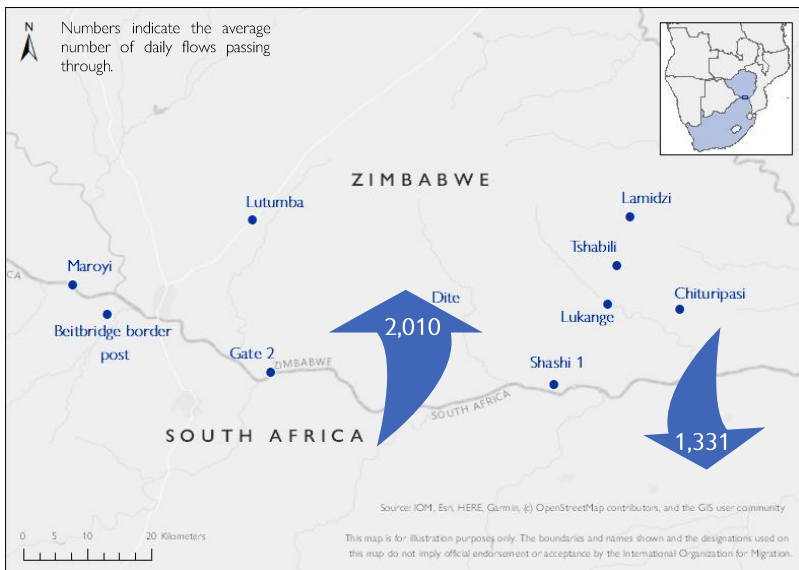 N
Numbers indicate the average
number of daily flows passing
through.
ZIMBABWE
Lutumba
Lamidzi
Tshabili
Maroyi
CA
Dite
Chituripasi
Lukange
2,010
Beitbridge border
post
Gate 2
ZIMBABWE
Shashi 1
SOUTH AFRICA
SOUTH AFRICA
1,331
Source: IOM, Esri, HERE, Garmin, (c) OpenStreetMap contributors, and the GIS user community
0 5 10 20 Kilometers
This map is for illustration purposes only. The boundaries and names shown and the designations used on
this map do not imply official endorsement or acceptance by the International Organization for Migration.